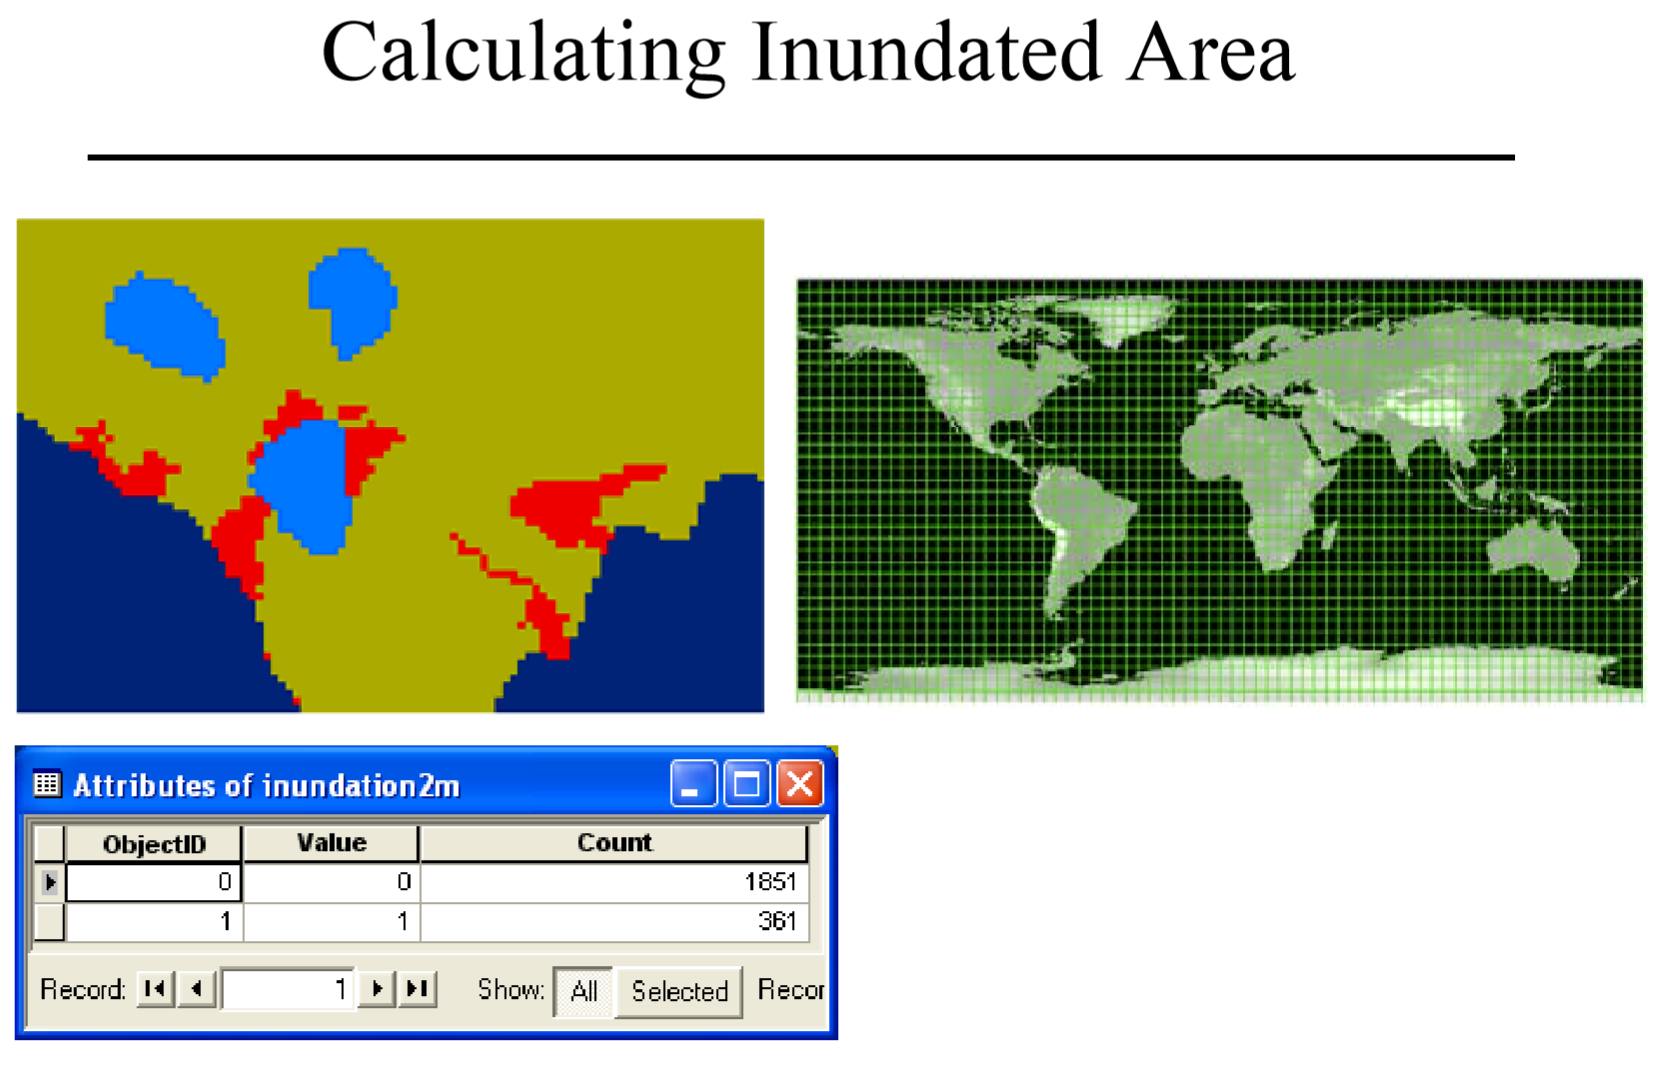 Calculating Inundated Area
Attributes of inundation2m
ObjectID Value Count
0 0 1851
1 1 361
Record: 1 Show: All Selected Recor